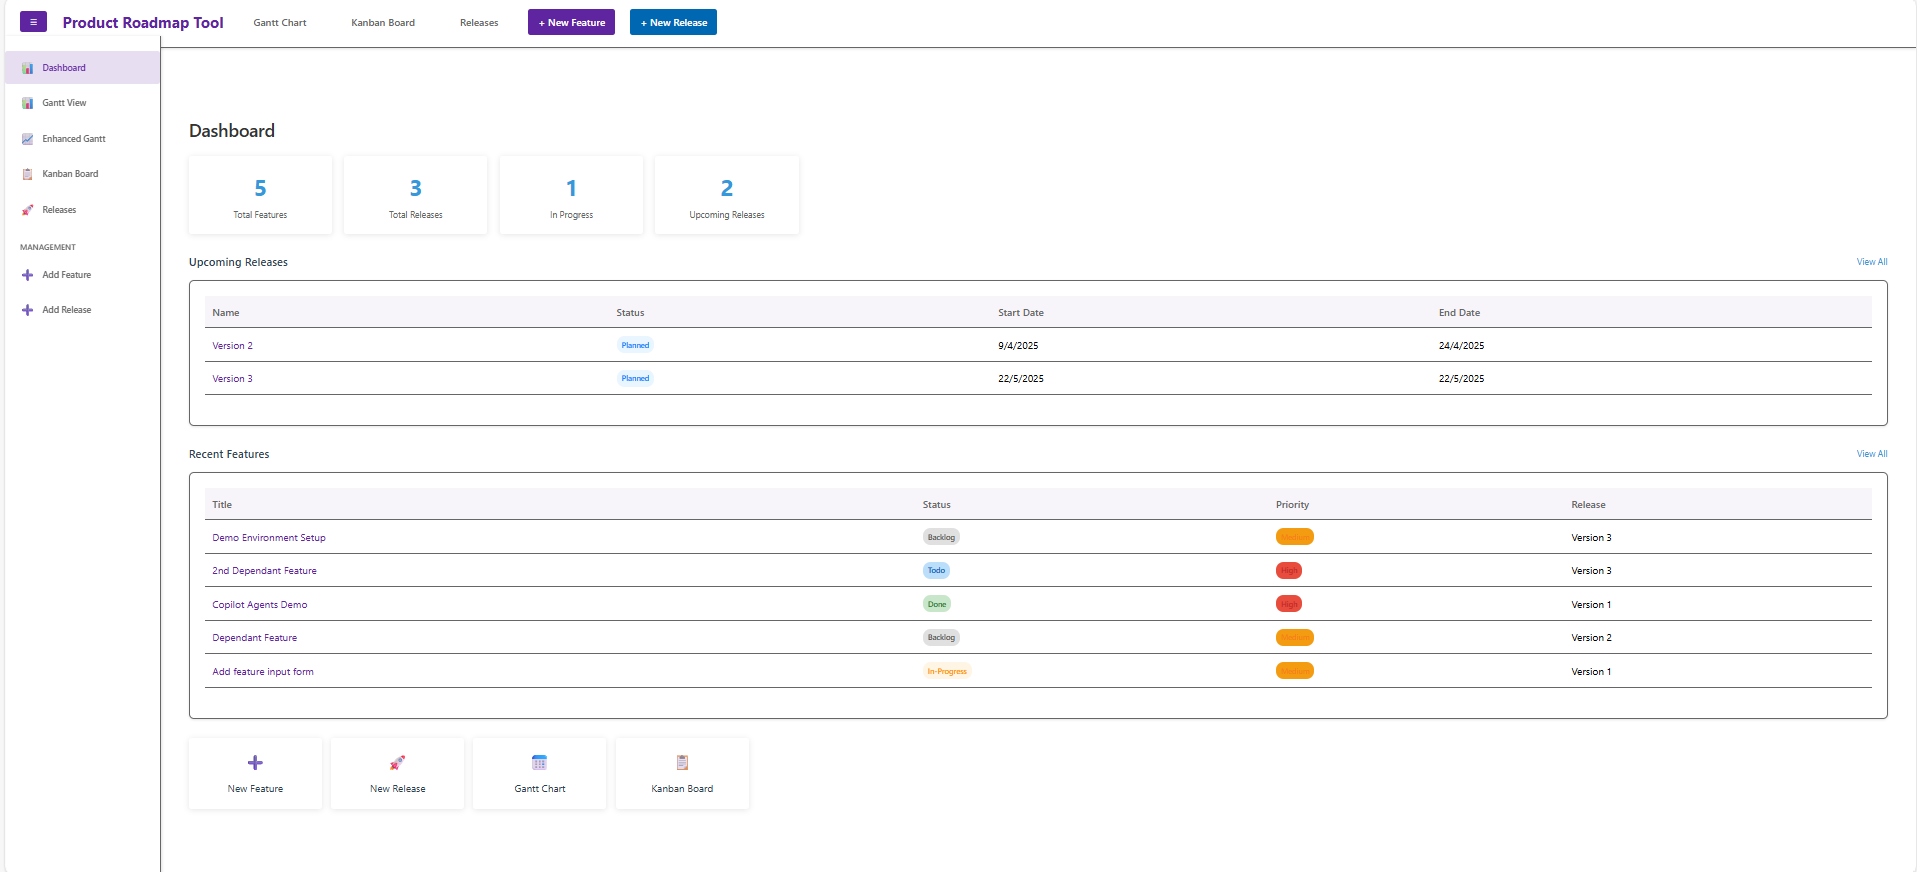 ☰ Product Roadmap Tool Gantt Chart Kanban Board Releases + New Feature + New Release
Dashboard
Gantt View
Enhanced Gantt
Kanban Board
Releases
MANAGEMENT
Add Feature
Add Release
Dashboard
5 3 1 2
Total Features Total Releases In Progress Upcoming Releases
Upcoming Releases View All
Name Status Start Date End Date
Version 2 Planned 9/4/2025 24/4/2025
Version 3 Planned 22/5/2025 22/5/2025
Recent Features View All
Title Status Priority Release
Demo Environment Setup Backlog Medium Version 3
2nd Dependant Feature Todo High Version 3
Copilot Agents Demo Done High Version 1
Dependant Feature Backlog Medium Version 2
Add feature input form In-Progress Medium Version 1
New Feature New Release Gantt Chart Kanban Board